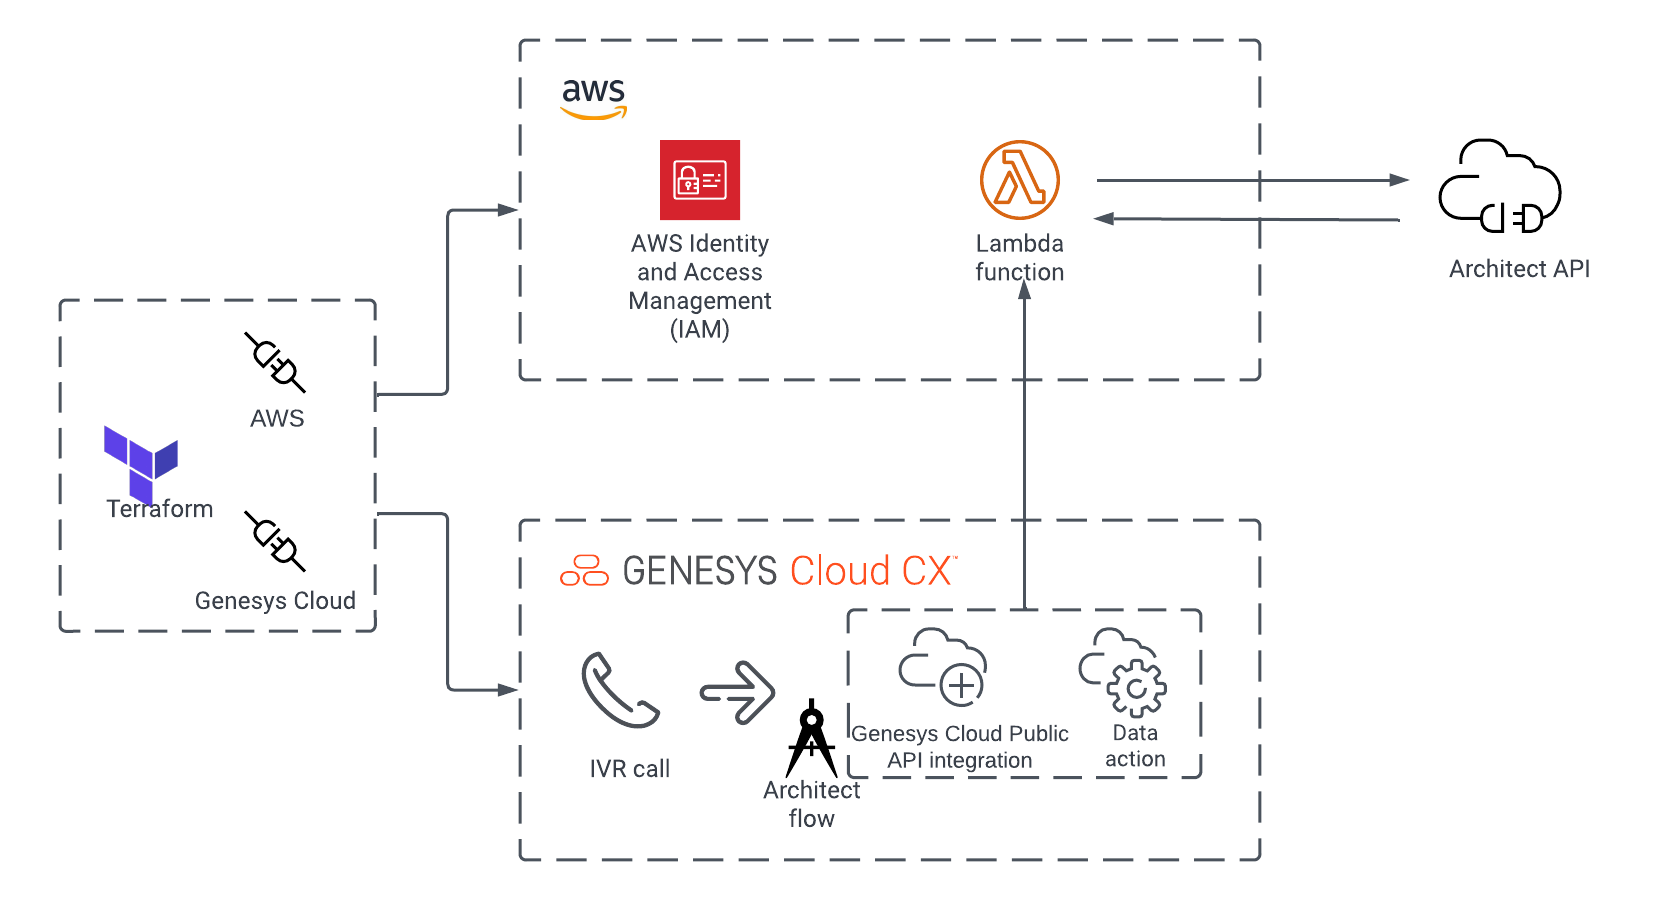 aws
AWS Identity
and Access
Management
(IAM)
Lambda
function
Architect API
AWS
Terraform
Genesys Cloud
GENESYS Cloud CX™
IVR call
Architect
flow
Genesys Cloud Public
API integration
Data
action